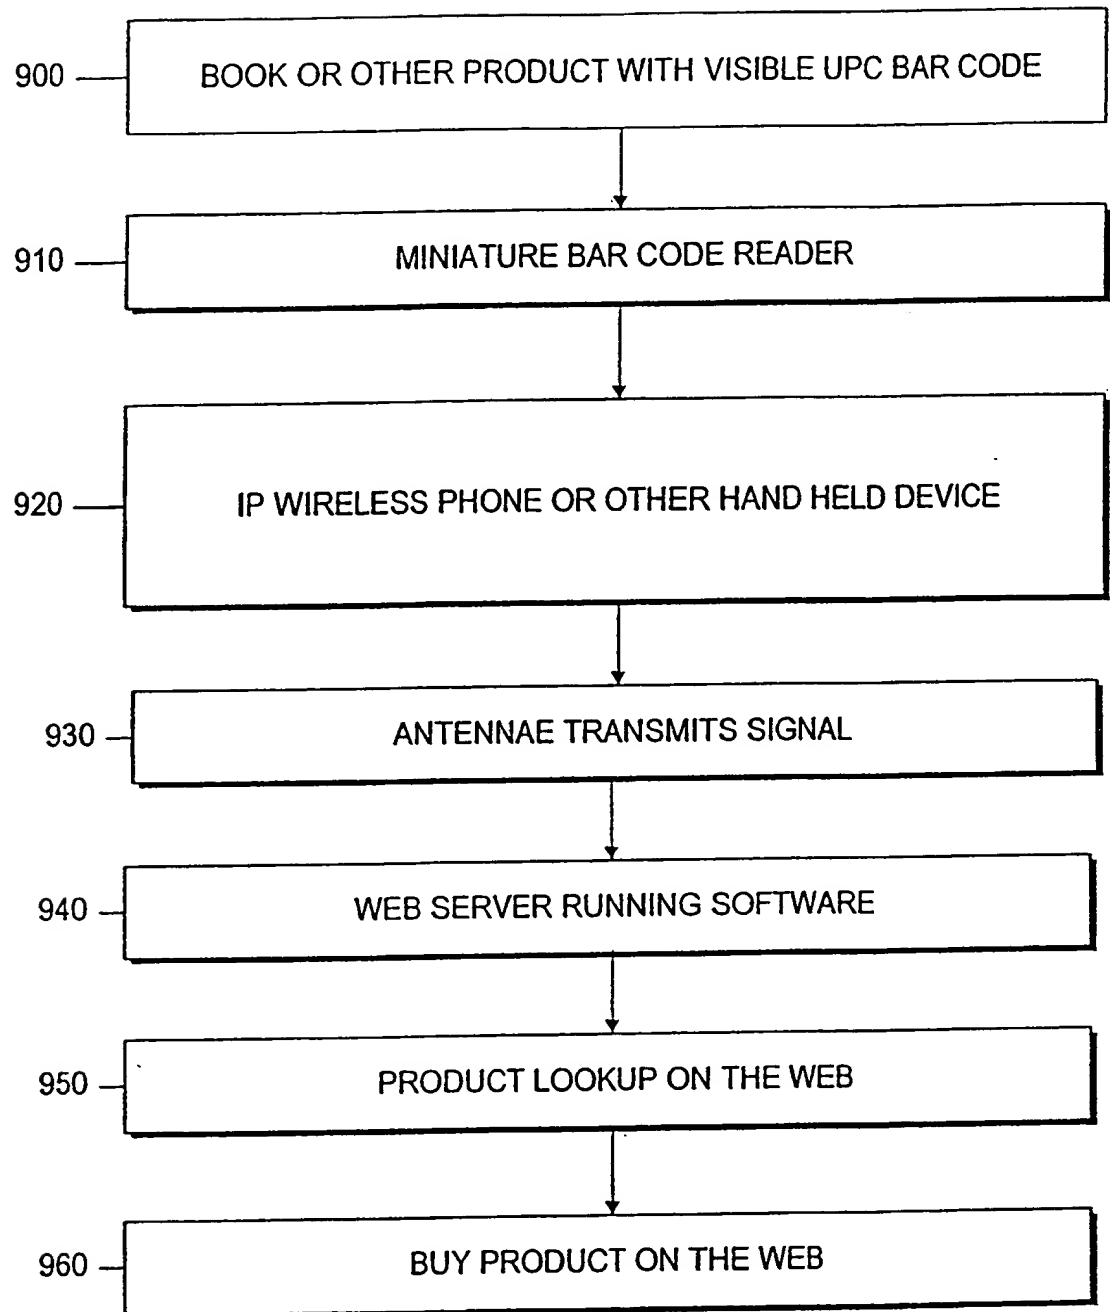 900 BOOK OR OTHER PRODUCT WITH VISIBLE UPC BAR CODE
910 MINIATURE BAR CODE READER
920 IP WIRELESS PHONE OR OTHER HAND HELD DEVICE
930 ANTENNAE TRANSMITS SIGNAL
940 WEB SERVER RUNNING SOFTWARE
950 PRODUCT LOOKUP ON THE WEB
960 BUY PRODUCT ON THE WEB